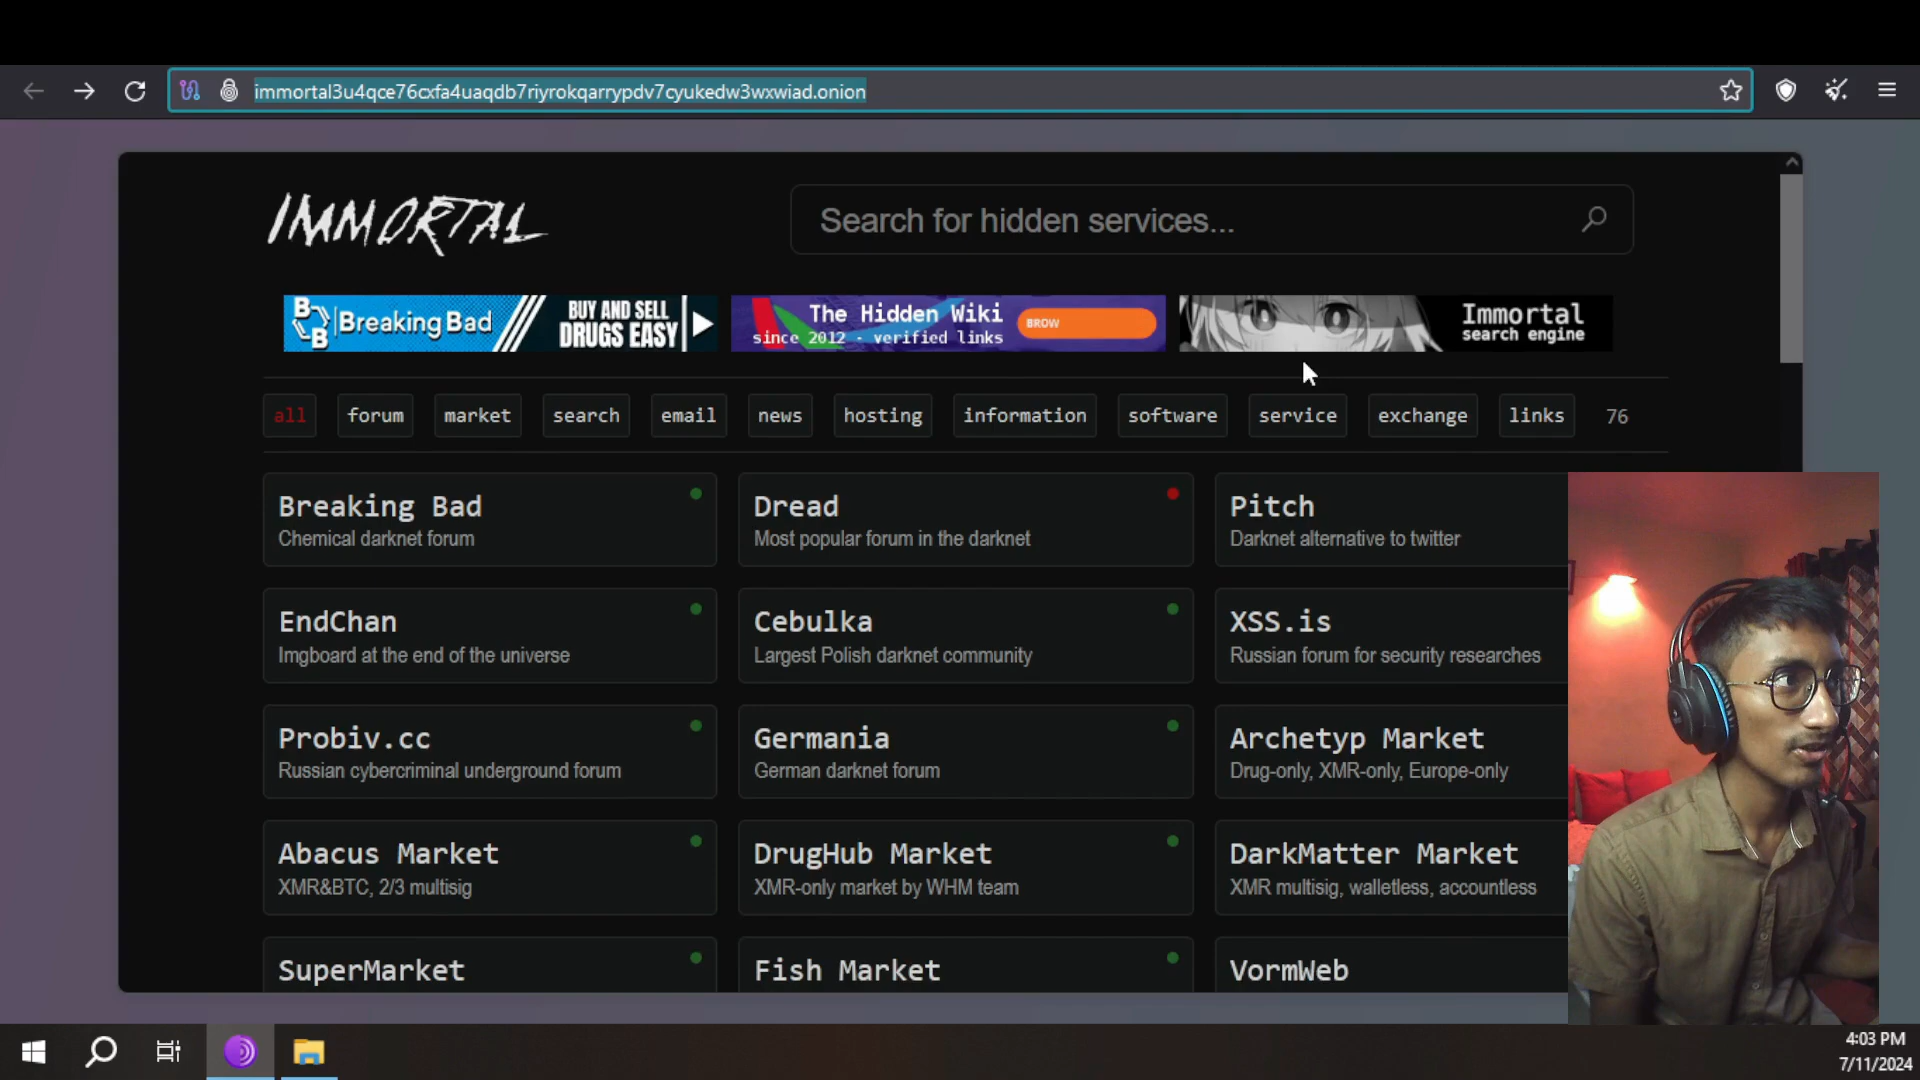 immortal3u4qce76cxfa4uaqdb7riyrokqarrypdv7cyukedw3wxwiad.onion
IMMORTAL
Search for hidden services...
BB Breaking Bad BUY AND SELL DRUGS EASY
The Hidden Wiki
since 2012 - verified links
BROW
Immortal
search engine
all forum market search email news hosting information software service exchange links 76
Breaking Bad
Chemical darknet forum
Dread
Most popular forum in the darknet
Pitch
Darknet alternative to twitter
EndChan
Imgboard at the end of the universe
Cebulka
Largest Polish darknet community
XSS.is
Russian forum for security researches
Probiv.cc
Russian cybercriminal underground forum
Germania
German darknet forum
Archetyp Market
Drug-only, XMR-only, Europe-only
Abacus Market
XMR&BTC, 2/3 multisig
DrugHub Market
XMR-only market by WHM team
DarkMatter Market
XMR multisig, walletless, accountless
SuperMarket
Fish Market
VormWeb
4:03 PM
7/11/2024